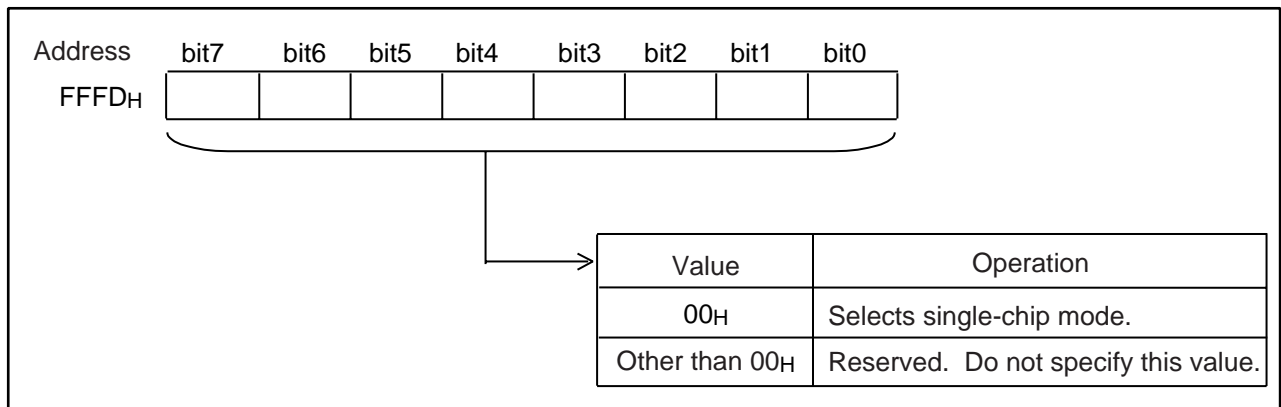 Address bit7 bit6 bit5 bit4 bit3 bit2 bit1 bit0
FFFDH
Value Operation
00H Selects single-chip mode.
Other than 00H Reserved. Do not specify this value.